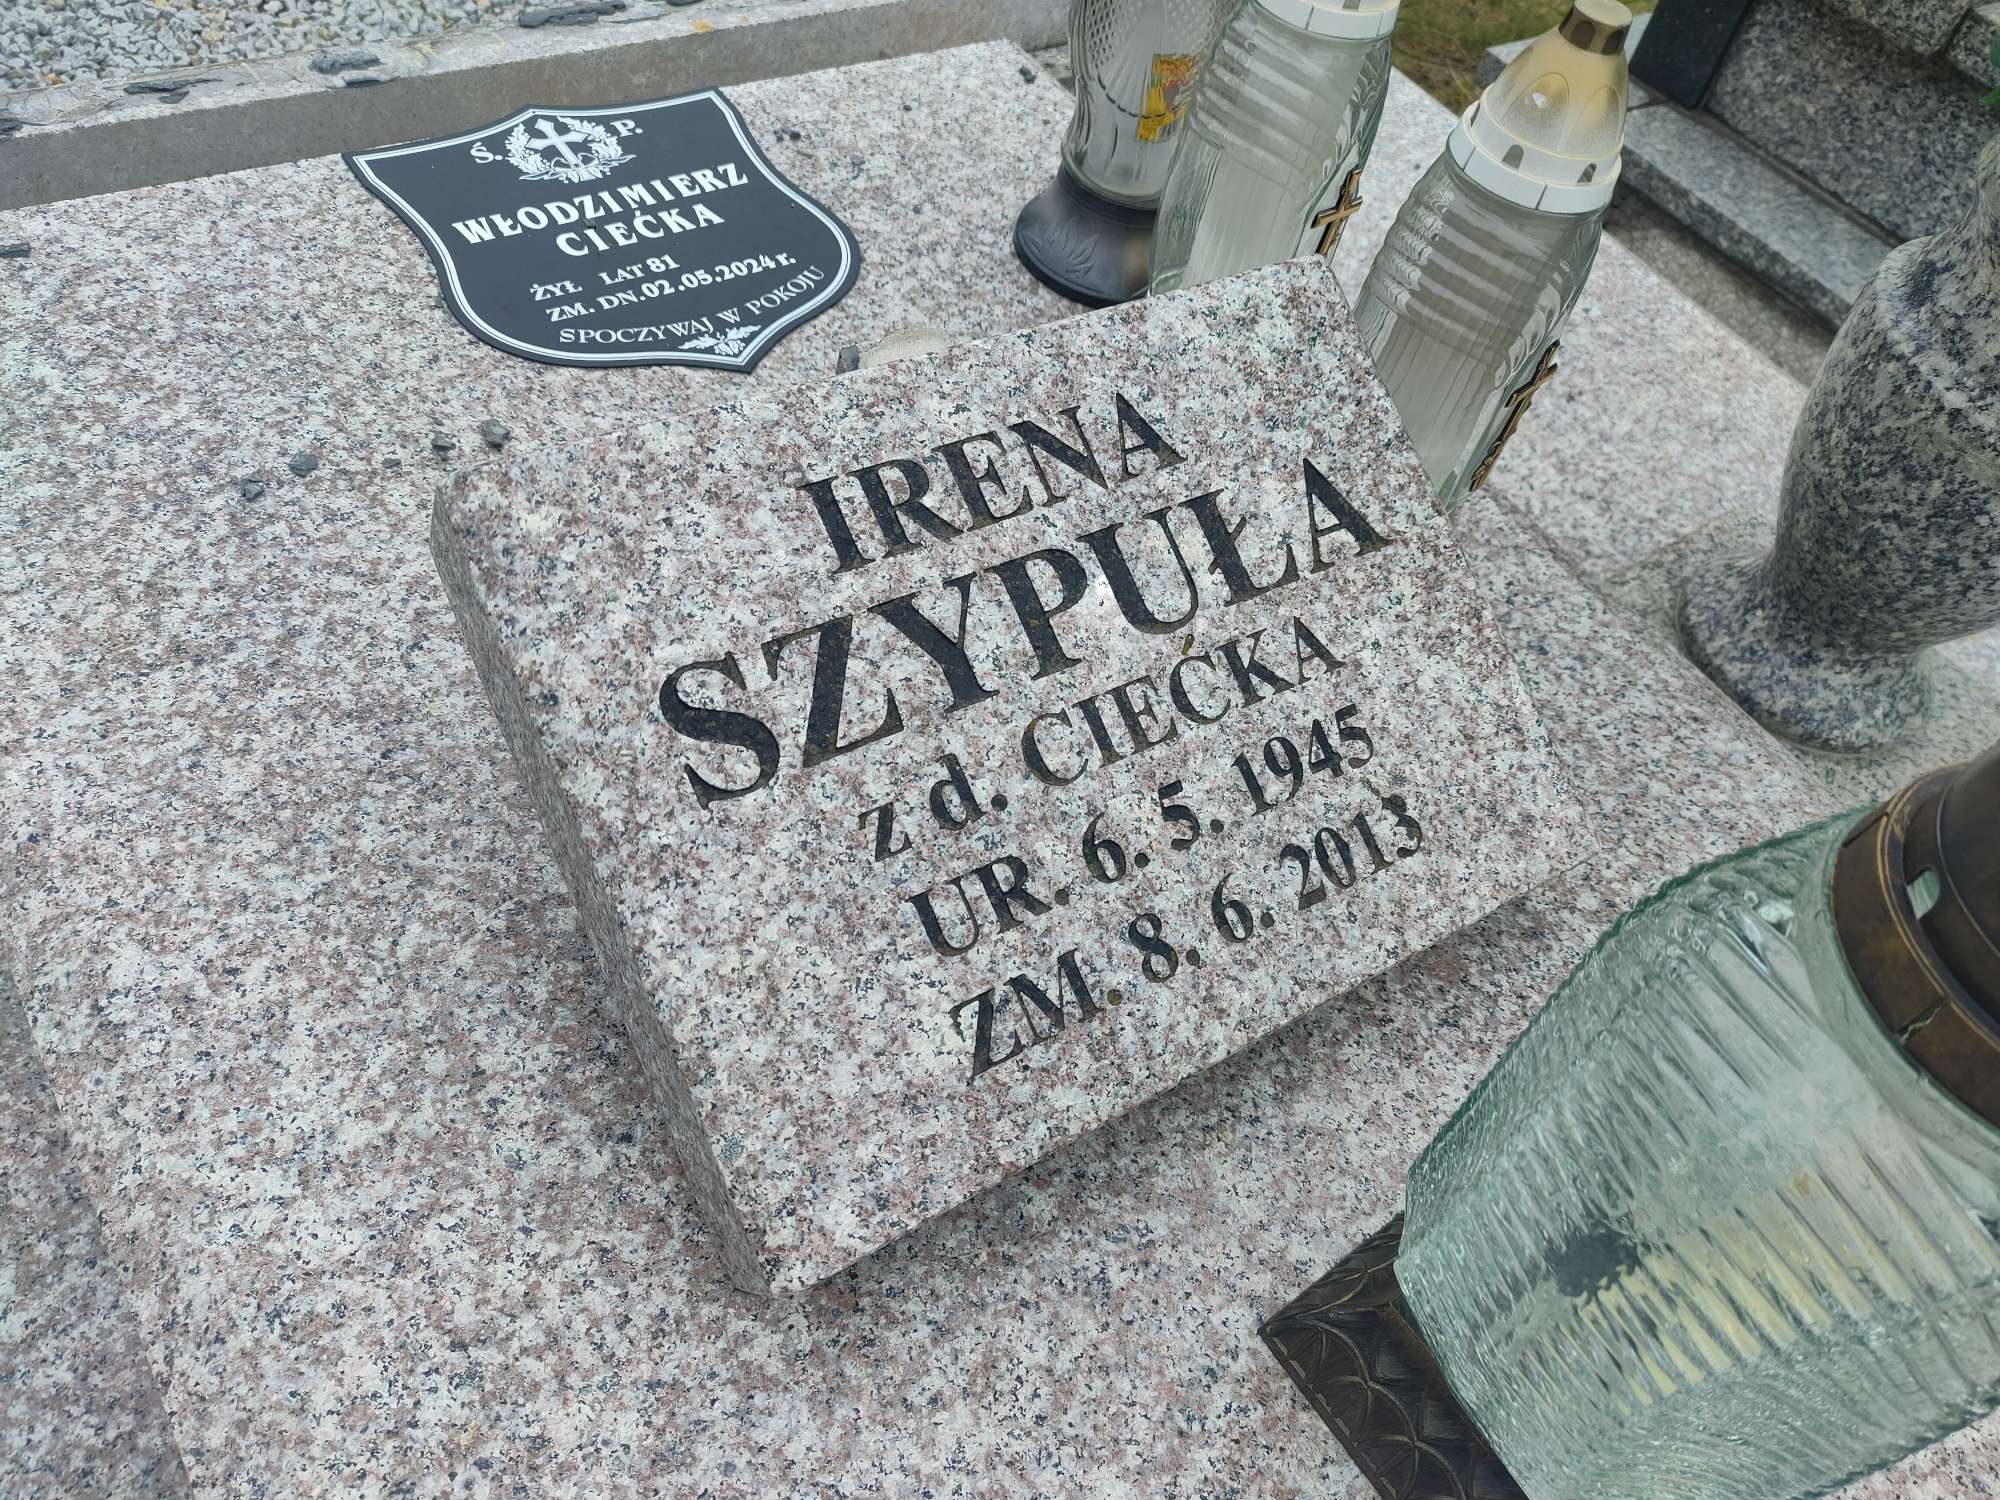 Ś. P.
WŁODZIMIERZ
CIEĆKA
ŻYŁ LAT 81
ZM. DN. 02.05.2024 r.
SPOCZYWAJ W POKOJU
IRENA
SZYPUŁA
z d. CIEĆKA
UR. 6. 5. 1945
ZM. 8. 6. 2013